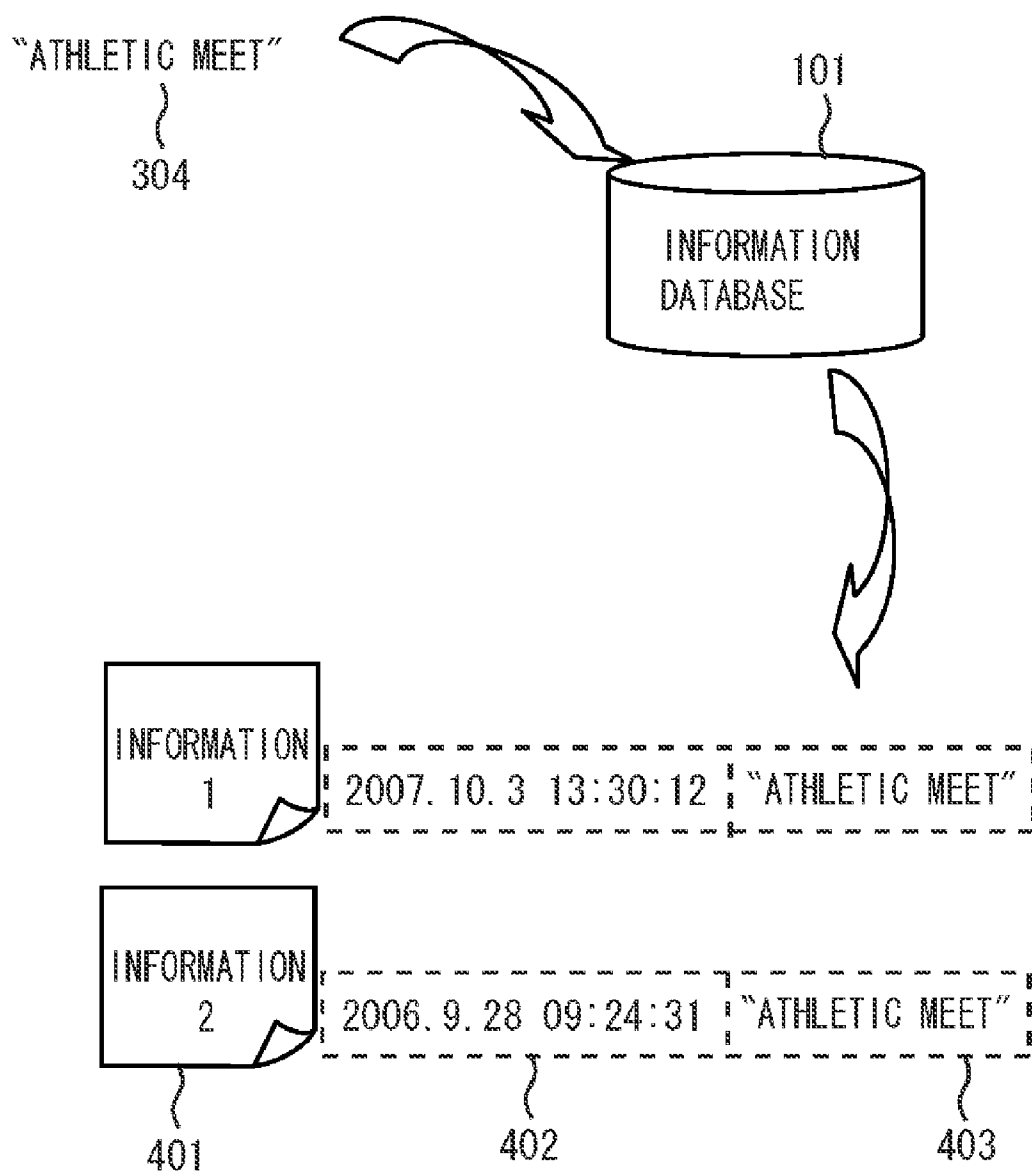 “ATHLETIC MEET”
304
101
INFORMATION
DATABASE
INFORMATION
1
2007.10.3 13:30:12
“ATHLETIC MEET”
INFORMATION
2
2006.9.28 09:24:31
“ATHLETIC MEET”
401
402
403